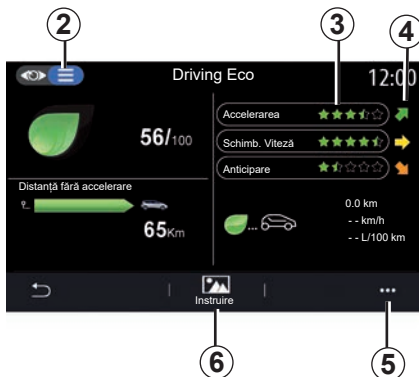 2
3
4
Driving Eco
12:00
Accelerarea
56/100
Schimb. Viteză
Anticipare
Distanță fără accelerare
65Km
0.0 km
- - km/h
- - L/100 km
...
Instruire
6
5